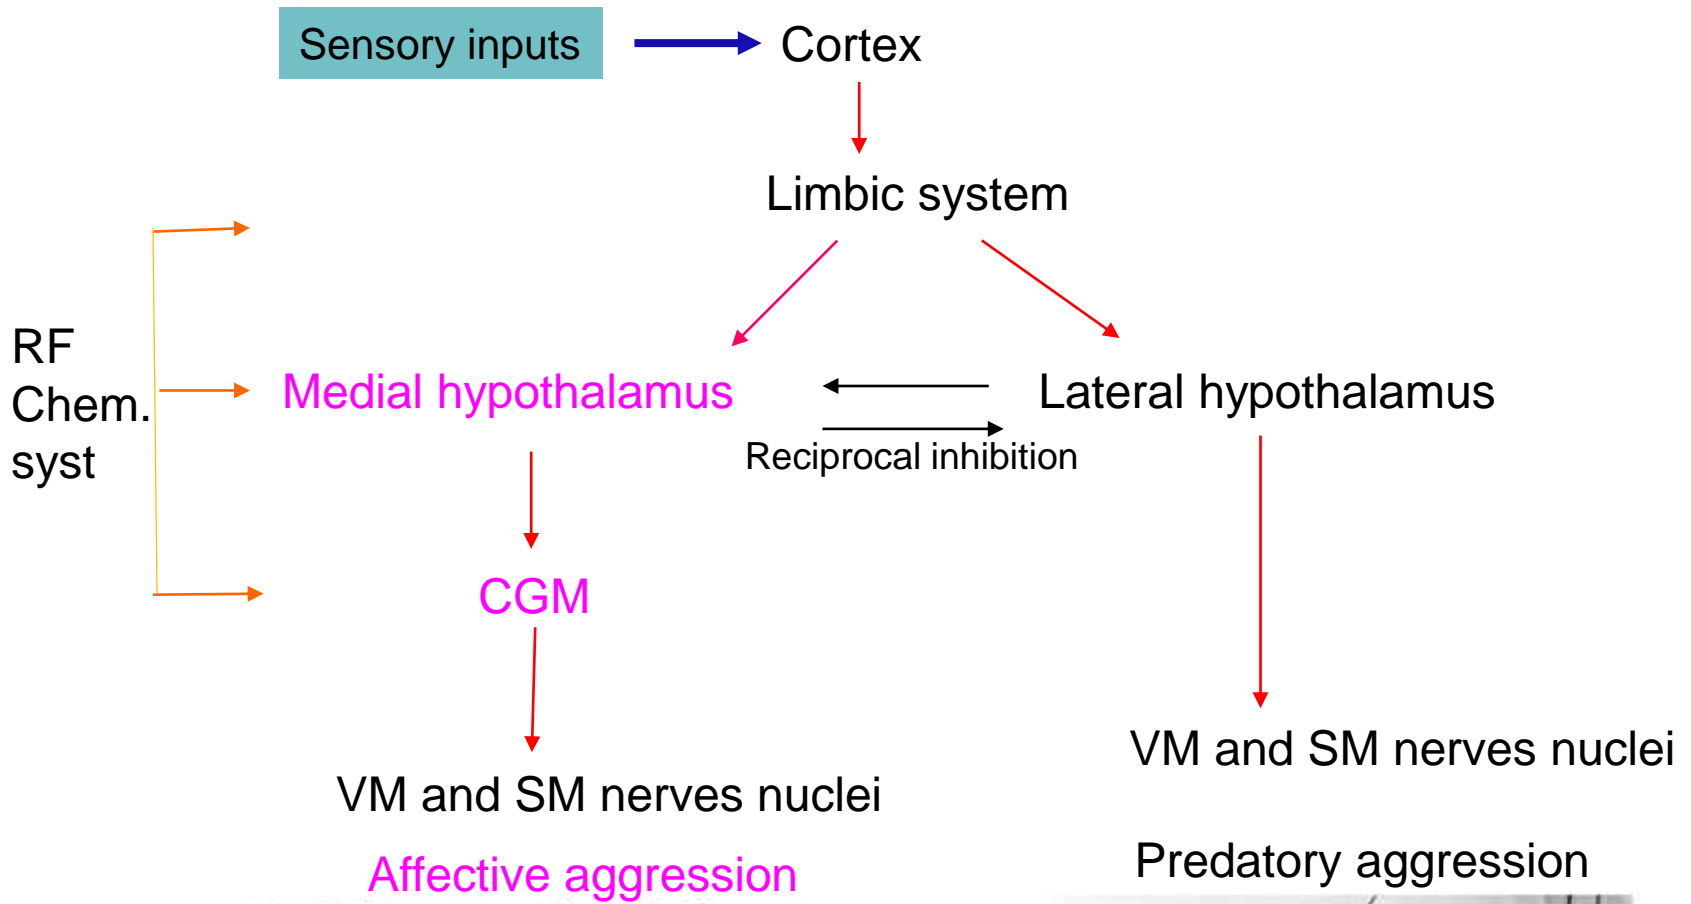 Sensory inputs
Cortex
Limbic system
RF
Chem.
syst
Medial hypothalamus
Lateral hypothalamus
Reciprocal inhibition
CGM
VM and SM nerves nuclei
VM and SM nerves nuclei
Affective aggression
Predatory aggression